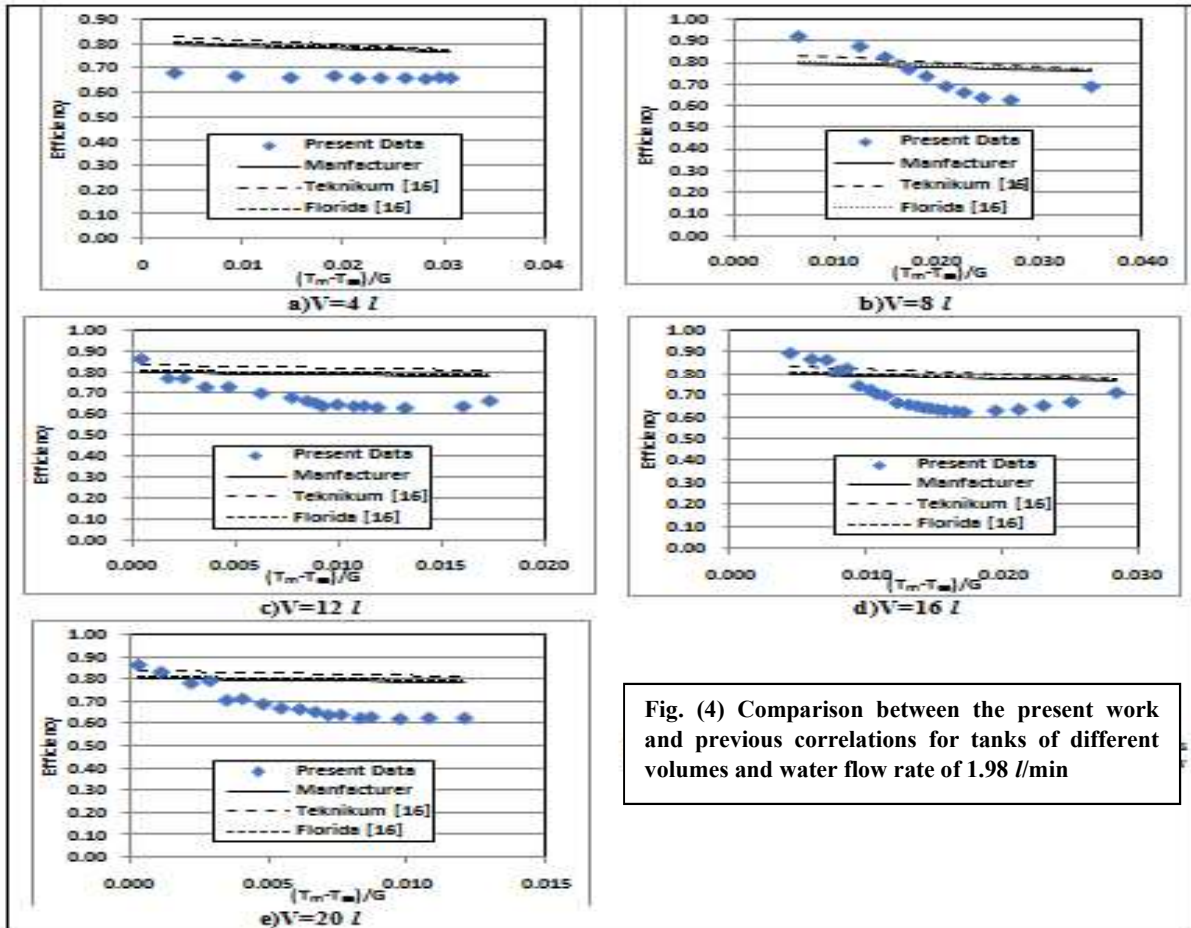 0.90
0.80
0.70
0.60
0.50
0.40
0.30
0.20
0.10
0.00
Efficiency
Present Data
Manfacturer
Teknikum [16]
Florida [16]
0 0.01 0.02 0.03 0.04
(Tm-T∞)/G
a)V=4 l
1.00
0.90
0.80
0.70
0.60
0.50
0.40
0.30
0.20
0.10
0.00
Efficiency
Present Data
Manfacturer
Teknikum [16]
Florida [16]
0.000 0.010 0.020 0.030 0.040
(Tm-T∞)/G
b)V=8 l
1.00
0.90
0.80
0.70
0.60
0.50
0.40
0.30
0.20
0.10
0.00
Efficiency
Present Data
Manfacturer
Teknikum [16]
Florida [16]
0.000 0.005 0.010 0.015 0.020
(Tm-T∞)/G
c)V=12 l
1.00
0.90
0.80
0.70
0.60
0.50
0.40
0.30
0.20
0.10
0.00
Efficiency
Present Data
Manfacturer
Teknikum [16]
Florida [16]
0.000 0.010 0.020 0.030
(Tm-T∞)/G
d)V=16 l
1.00
0.90
0.80
0.70
0.60
0.50
0.40
0.30
0.20
0.10
0.00
Efficiency
Present Data
Manfacturer
Teknikum [16]
Florida [16]
0.000 0.005 0.010 0.015
(Tm-T∞)/G
e)V=20 l
Fig. (4) Comparison between the present work
and previous correlations for tanks of different
volumes and water flow rate of 1.98 l/min